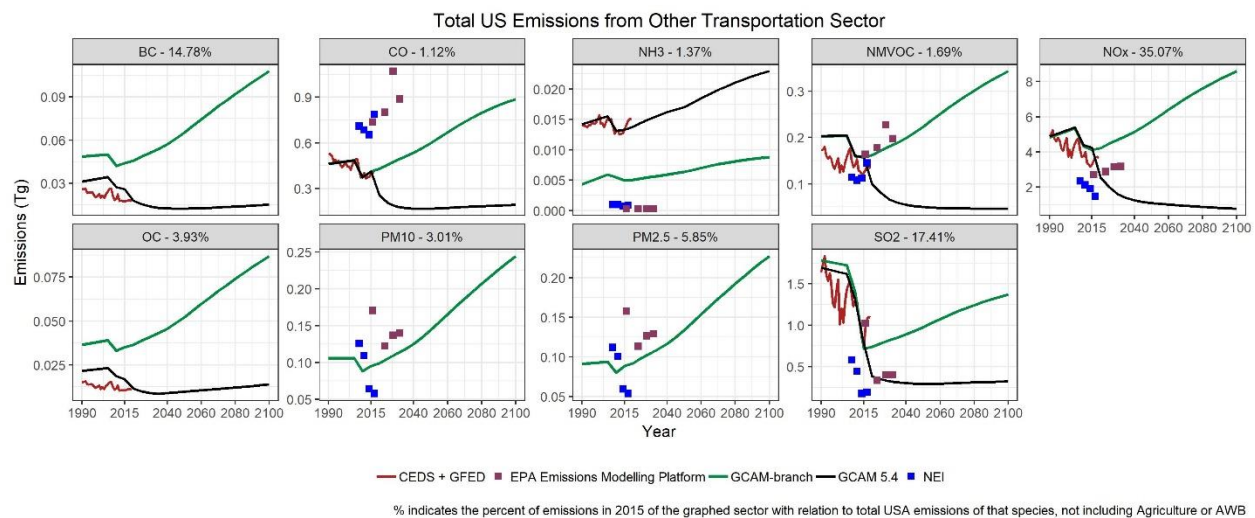 Total US Emissions from Other Transportation Sector
BC - 14.78%
CO - 1.12%
NH3 - 1.37%
NMVOC - 1.69%
NOx - 35.07%
0.09
0.06
0.03
0.9
0.6
0.3
0.020
0.015
0.010
0.005
0.000
0.3
0.2
0.1
8
6
4
2
1990 2015 2040 2060 2080 2100
OC - 3.93%
PM10 - 3.01%
PM2.5 - 5.85%
SO2 - 17.41%
0.075
0.050
0.025
0.25
0.20
0.15
0.10
0.05
0.20
0.15
0.10
0.05
1.5
1.0
0.5
1990 2015 2040 2060 2080 2100
1990 2015 2040 2060 2080 2100
1990 2015 2040 2060 2080 2100
1990 2015 2040 2060 2080 2100
Emissions (Tg)
Year
CEDS + GFED EPA Emissions Modelling Platform GCAM-branch GCAM 5.4 NEI
% indicates the percent of emissions in 2015 of the graphed sector with relation to total USA emissions of that species, not including Agriculture or AWB